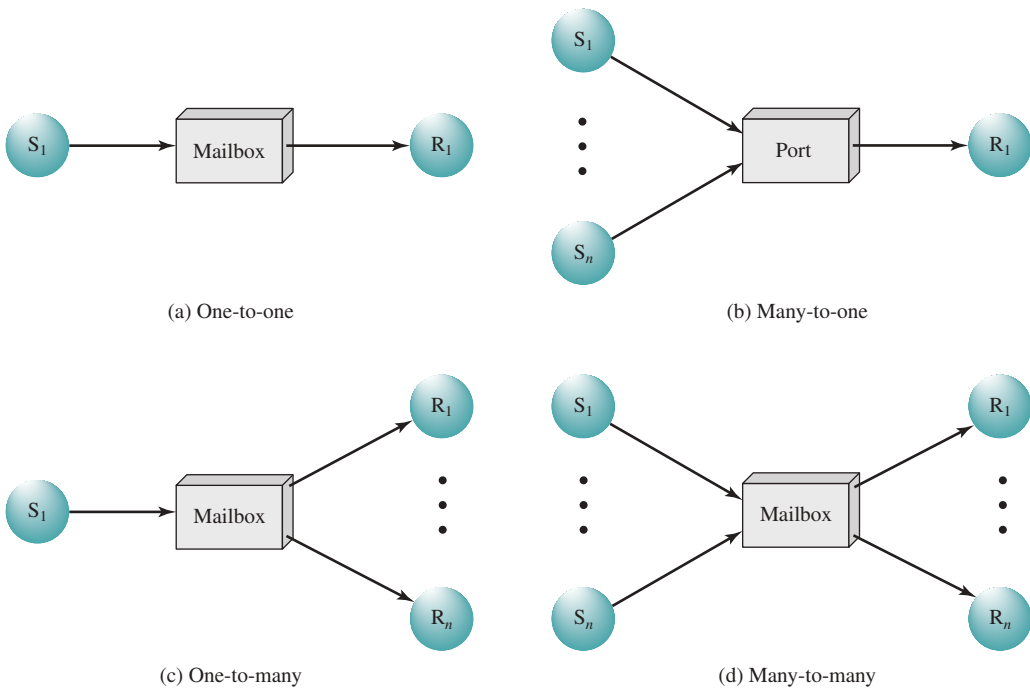 S1
Mailbox
R1
(a) One-to-one
S1
Sn
Port
R1
(b) Many-to-one
S1
Mailbox
R1
Rn
(c) One-to-many
S1
Sn
Mailbox
R1
Rn
(d) Many-to-many